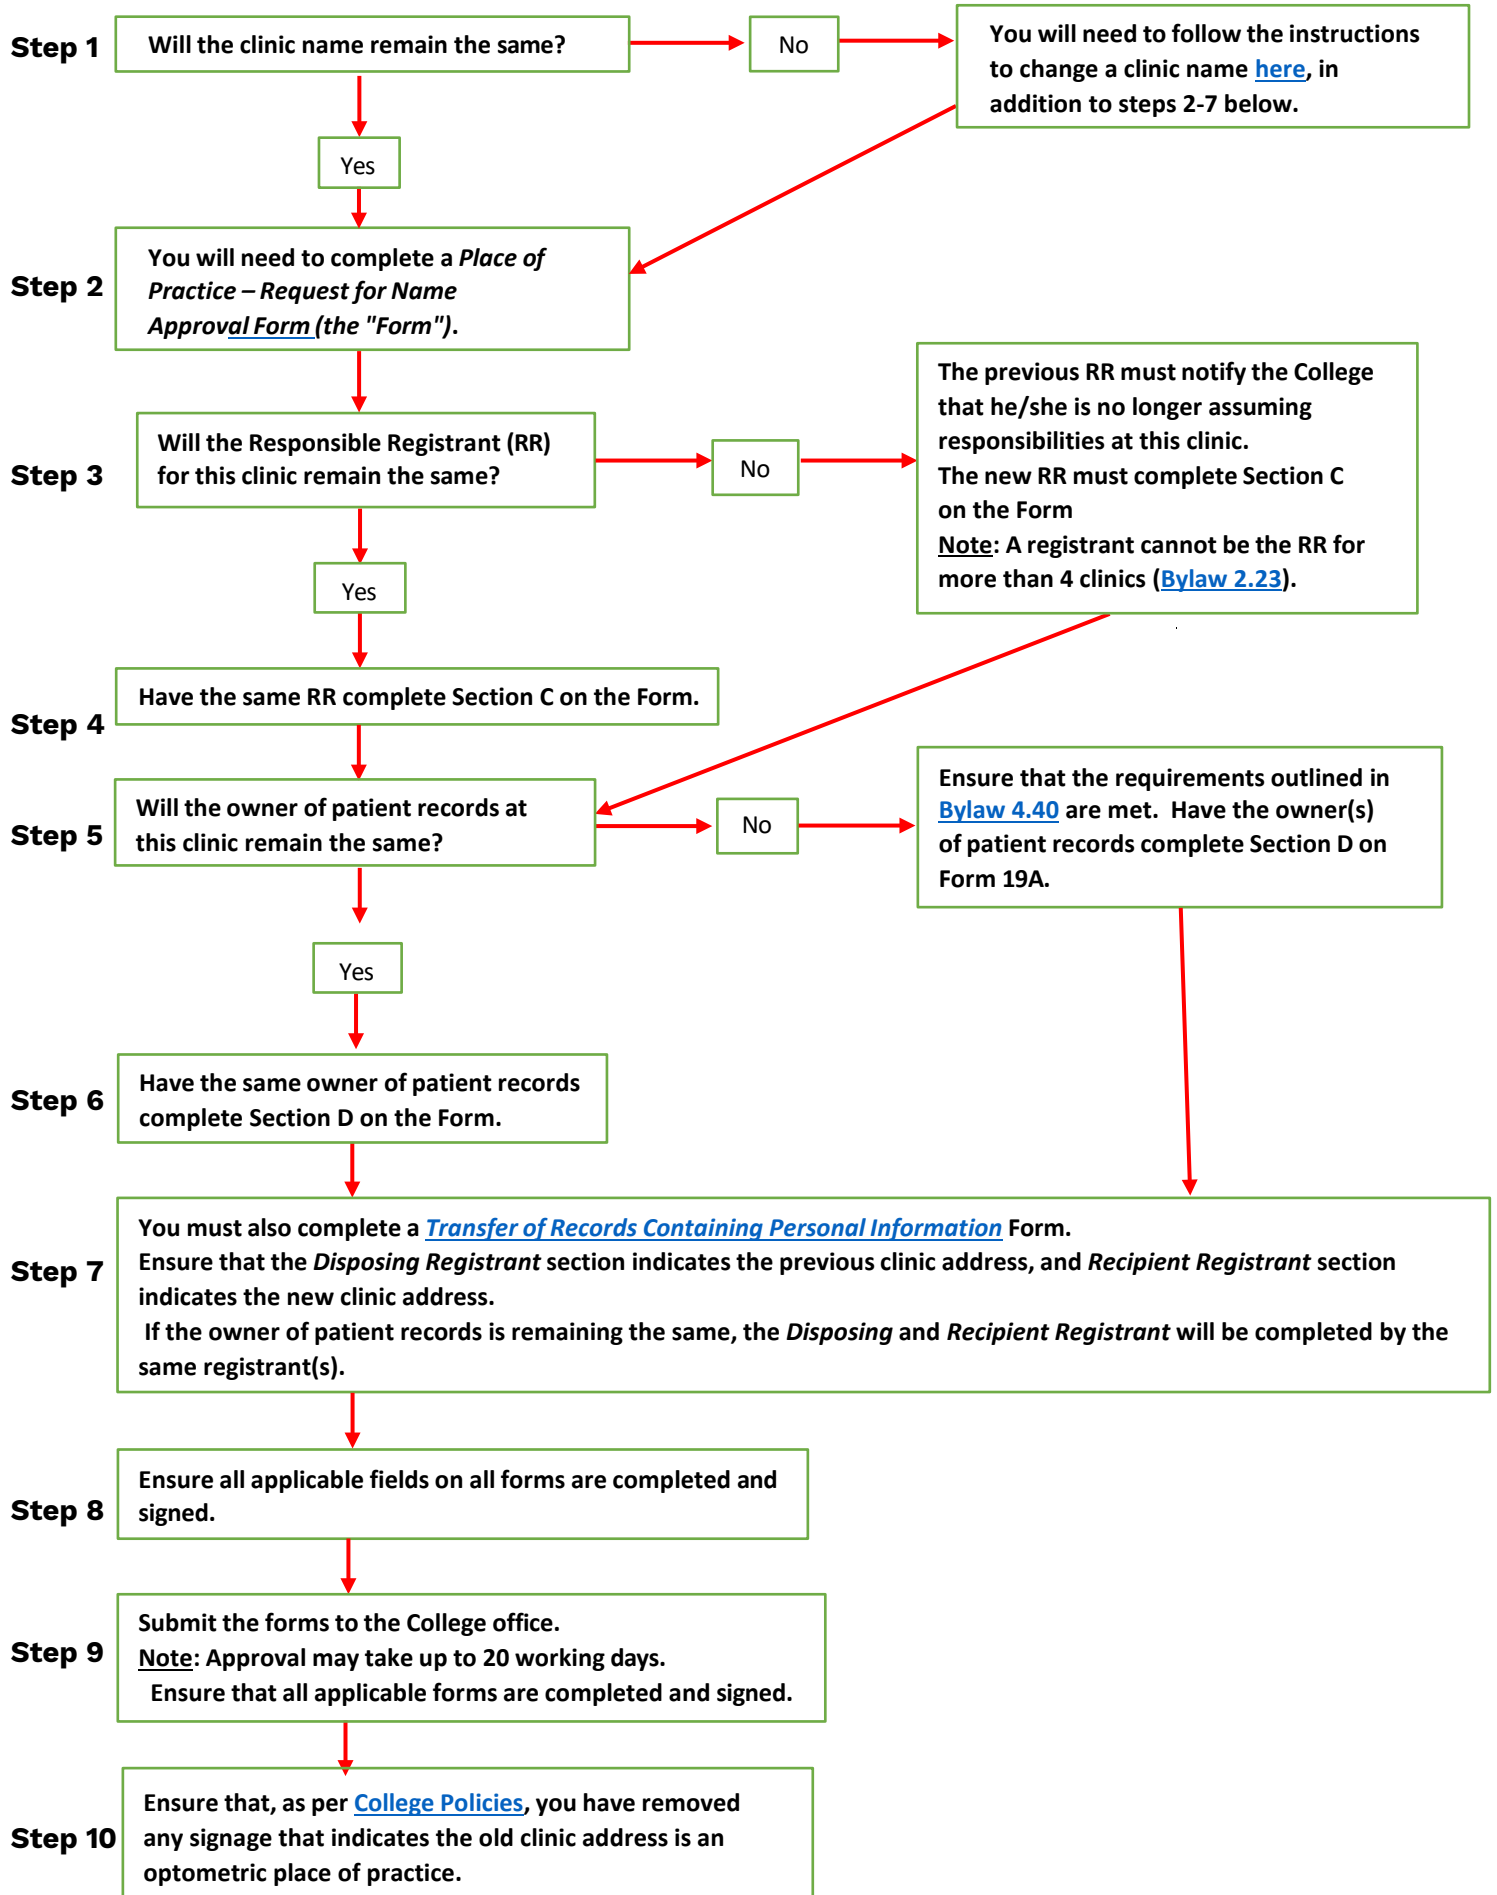 Step 1
Will the clinic name remain the same?
No
You will need to follow the instructions
to change a clinic name here, in
addition to steps 2-7 below.
Yes
Step 2
You will need to complete a Place of
Practice – Request for Name
Approval Form (the "Form").
Step 3
Will the Responsible Registrant (RR)
for this clinic remain the same?
No
The previous RR must notify the College
that he/she is no longer assuming
responsibilities at this clinic.
The new RR must complete Section C
on the Form
Note: A registrant cannot be the RR for
more than 4 clinics (Bylaw 2.23).
Yes
Step 4
Have the same RR complete Section C on the Form.
Step 5
Will the owner of patient records at
this clinic remain the same?
No
Ensure that the requirements outlined in
Bylaw 4.40 are met.  Have the owner(s)
of patient records complete Section D on
Form 19A.
Yes
Step 6
Have the same owner of patient records
complete Section D on the Form.
Step 7
You must also complete a Transfer of Records Containing Personal Information Form.
Ensure that the Disposing Registrant section indicates the previous clinic address, and Recipient Registrant section
indicates the new clinic address.
If the owner of patient records is remaining the same, the Disposing and Recipient Registrant will be completed by the
same registrant(s).
Step 8
Ensure all applicable fields on all forms are completed and
signed.
Step 9
Submit the forms to the College office.
Note: Approval may take up to 20 working days.
Ensure that all applicable forms are completed and signed.
Step 10
Ensure that, as per College Policies, you have removed
any signage that indicates the old clinic address is an
optometric place of practice.